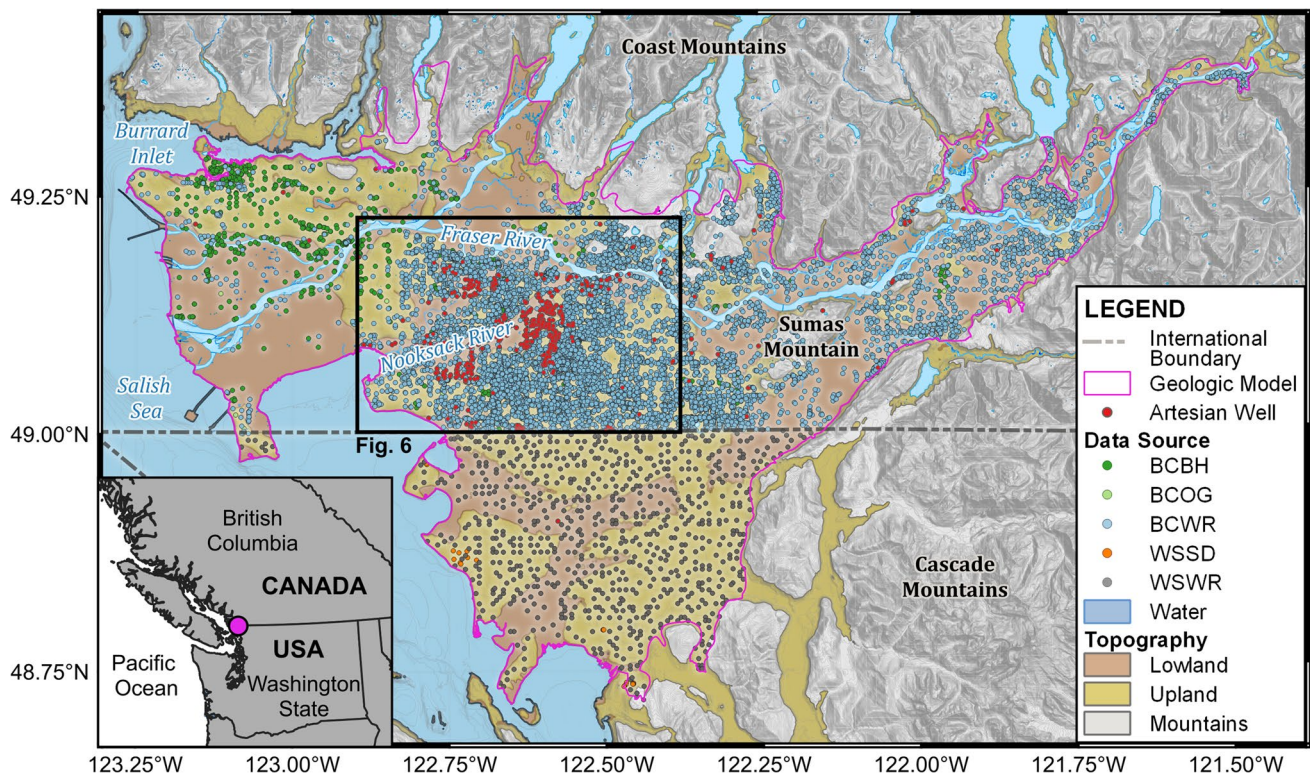 Coast Mountains
Burrard
Inlet
49.25°N
Fraser River
Nooksack River
Sumas
Mountain
Salish
Sea
49.00°N
Fig. 6
48.75°N
Cascade
Mountains
British
Columbia
CANADA
USA
Pacific
Ocean
Washington
State
LEGEND
International
Boundary
Geologic Model
Artesian Well
Data Source
BCBH
BCOG
BCWR
WSSD
WSWR
Water
Topography
Lowland
Upland
Mountains
123.25°W
123.00°W
122.75°W
122.50°W
122.25°W
122.00°W
121.75°W
121.50°W